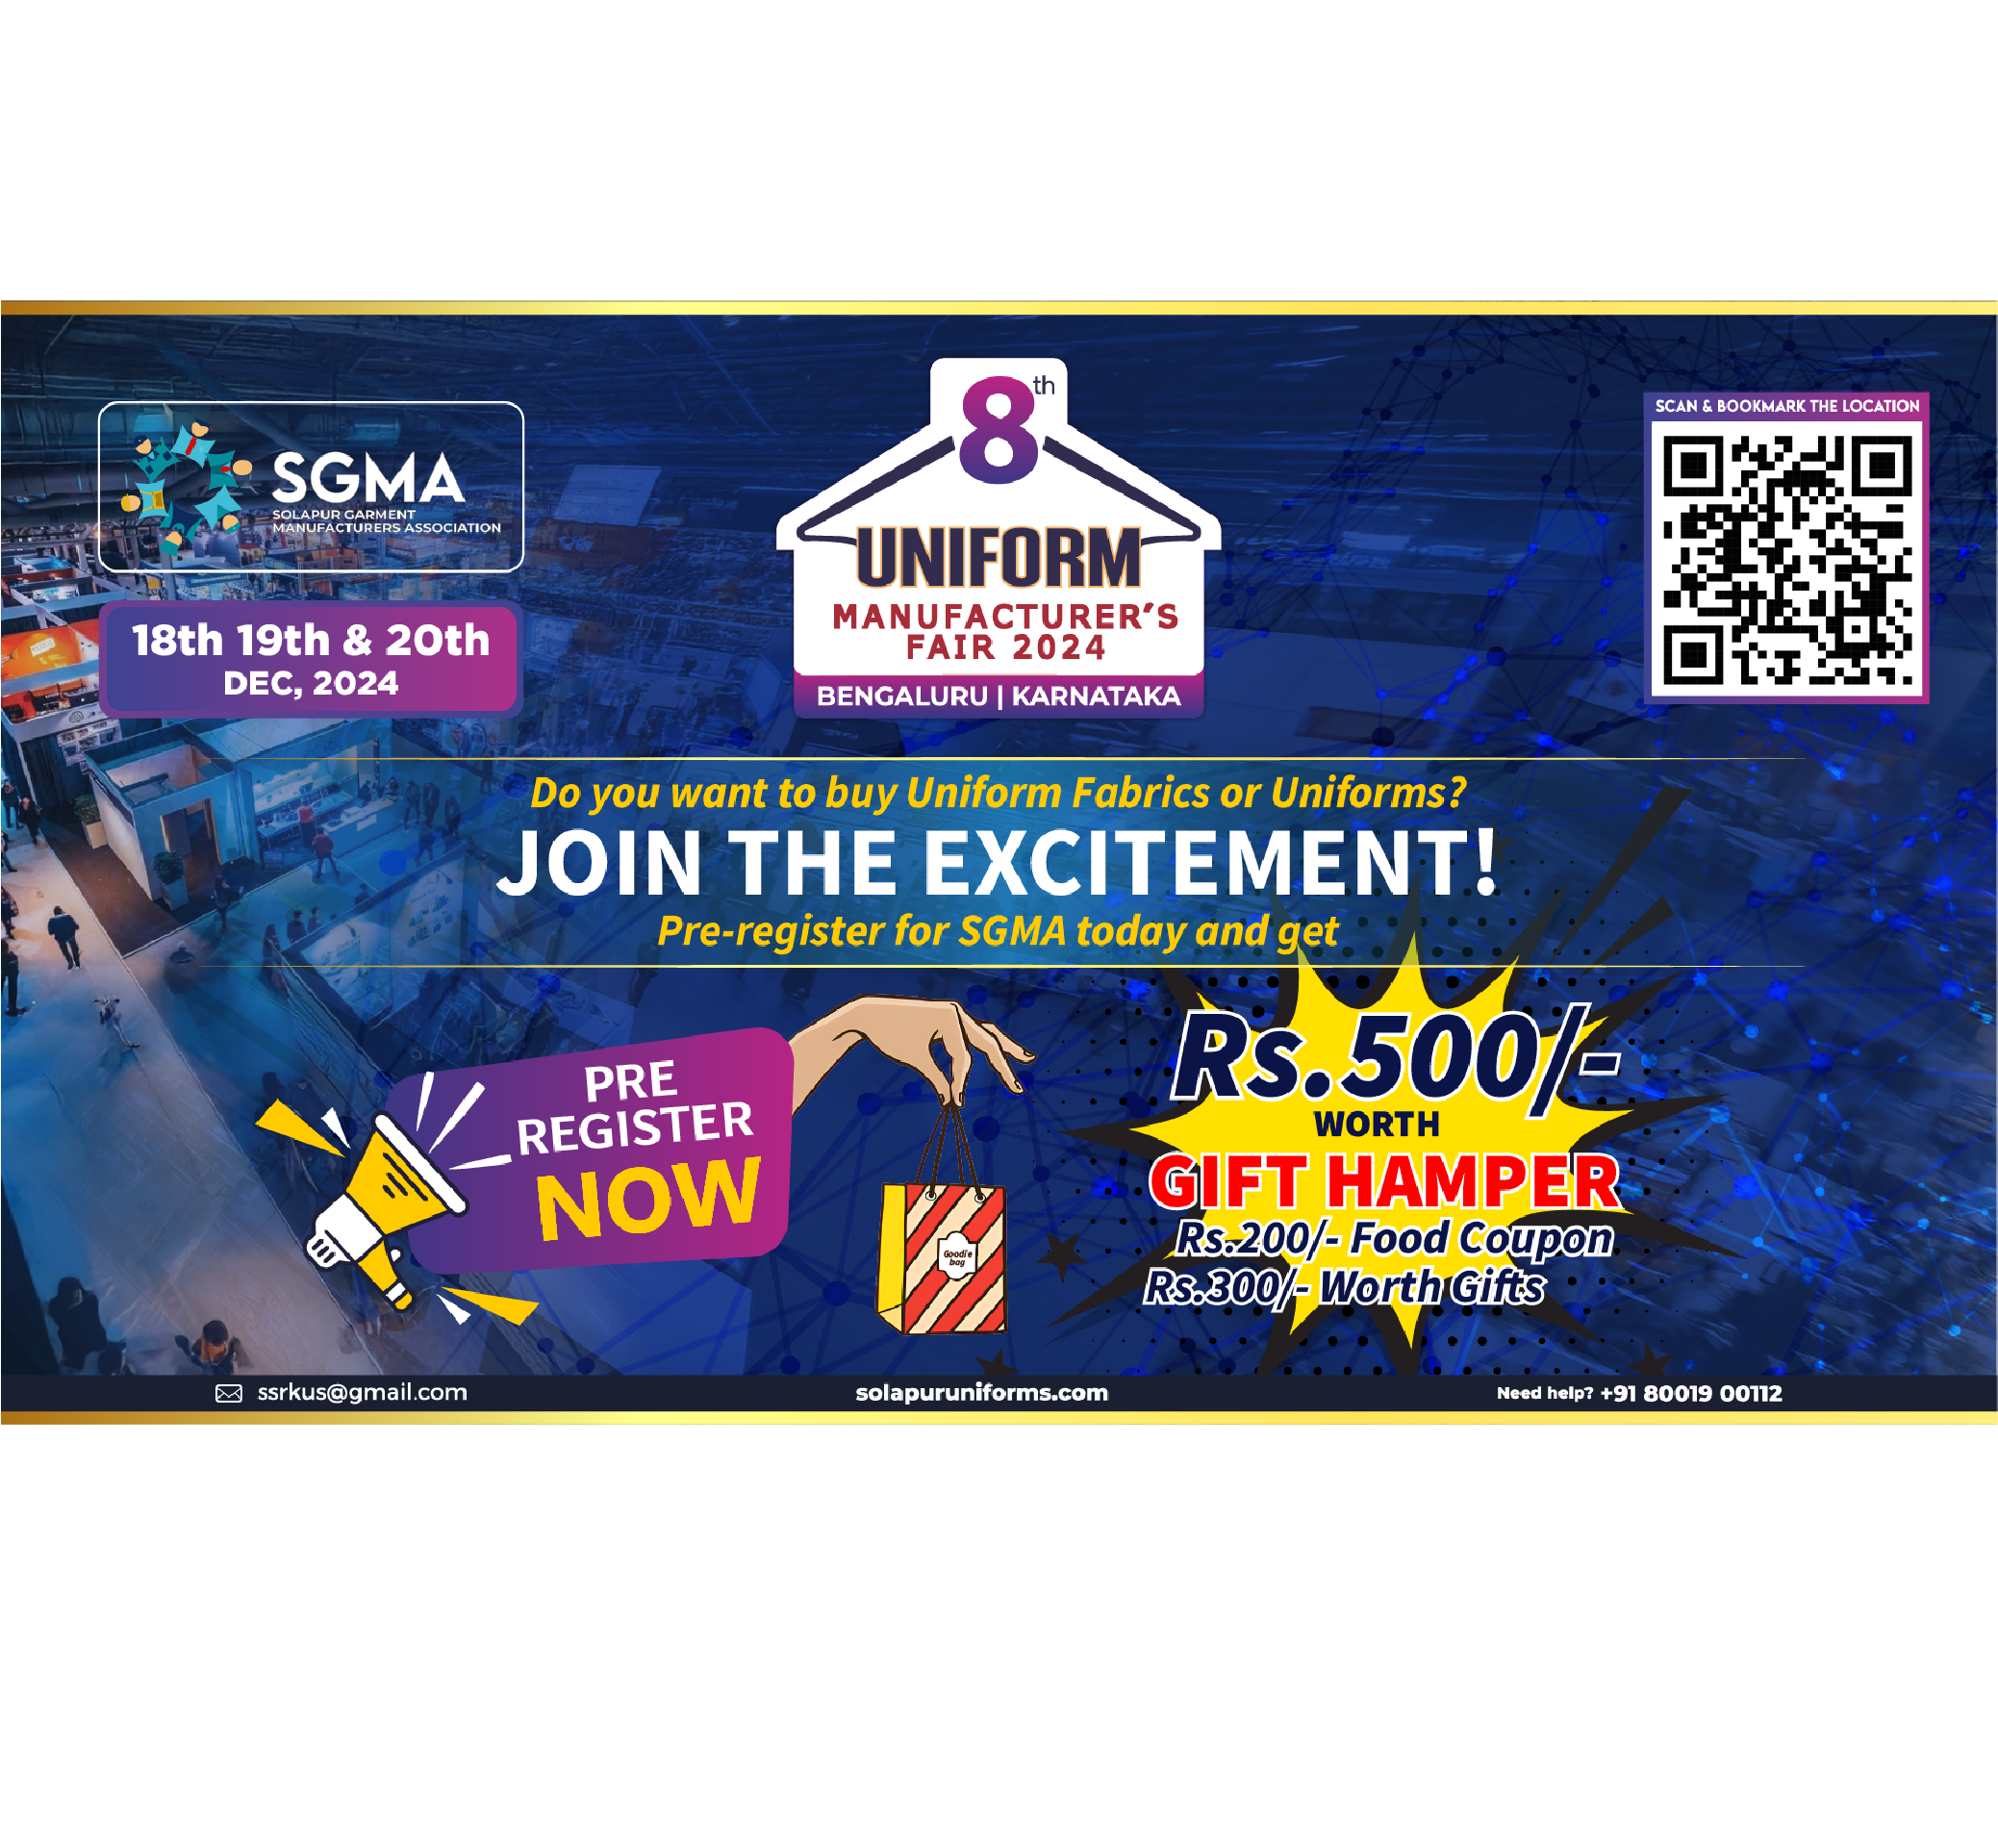 SGMA
SOLAPUR GARMENT
MANUFACTURERS ASSOCIATION
18th 19th & 20th
DEC, 2024
8th
UNIFORM
MANUFACTURER'S
FAIR 2024
BENGALURU | KARNATAKA
SCAN & BOOKMARK THE LOCATION
Do you want to buy Uniform Fabrics or Uniforms?
JOIN THE EXCITEMENT!
Pre-register for SGMA today and get
PRE
REGISTER
NOW
Goodie
bag
Rs.500/-
WORTH
GIFT HAMPER
Rs.200/- Food Coupon
Rs.300/- Worth Gifts
ssrkus@gmail.com
solapuruniforms.com
Need help? +91 80019 00112